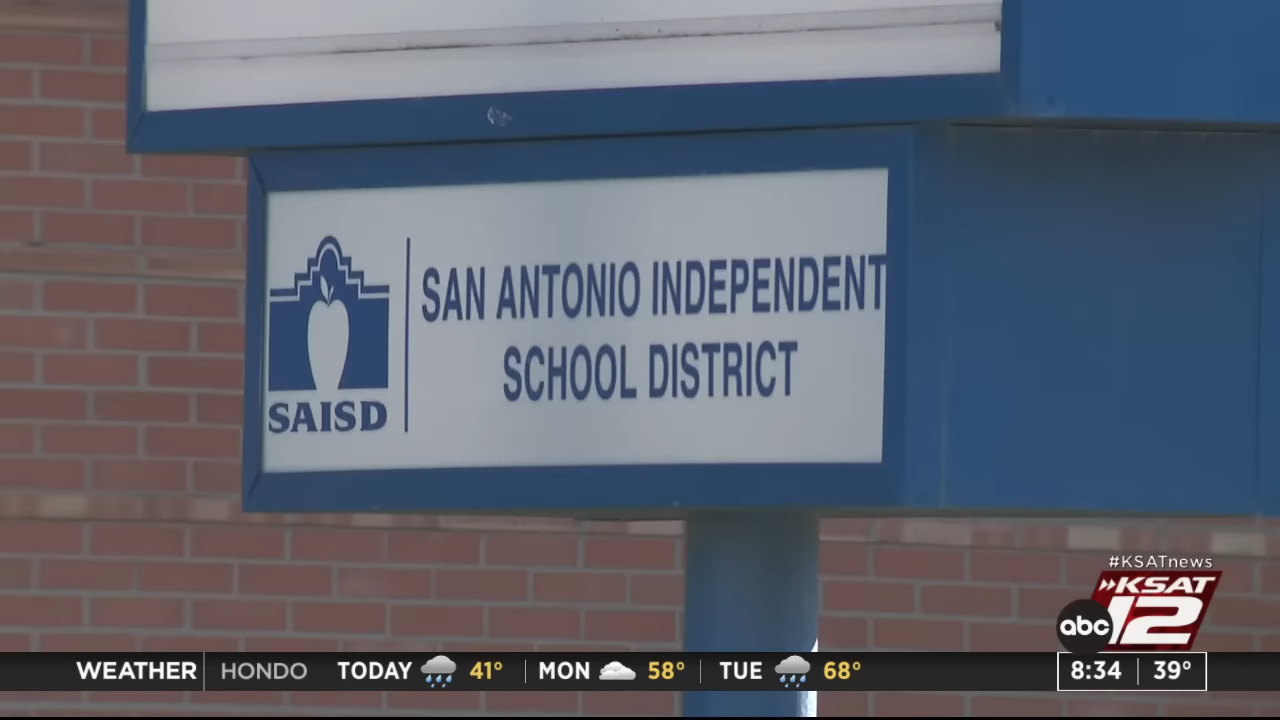 SAN ANTONIO INDEPENDENT
SCHOOL DISTRICT
SAISD
#KSATnews
KSAT
abc 12
WEATHER HONDO TODAY 41° MON 58° TUE 68° 8:34 39°